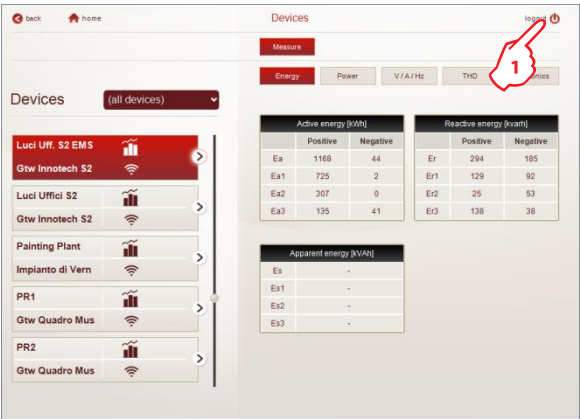 back home Devices logout
Measure
Energy Power V / A / Hz THD
Devices (all devices)
Luci Uff. S2 EMS
Gtw Innotech S2
Luci Uffici S2
Gtw Innotech S2
Painting Plant
Impianto di Vern
PR1
Gtw Quadro Mus
PR2
Gtw Quadro Mus
Active energy [kWh]
Positive Negative
Ea 1168 44
Ea1 725 2
Ea2 307 0
Ea3 135 41
Reactive energy [kvarh]
Positive Negative
Er 294 185
Er1 129 92
Er2 25 53
Er3 138 38
Apparent energy [kVAh]
Es -
Es1 -
Es2 -
Es3 -
1